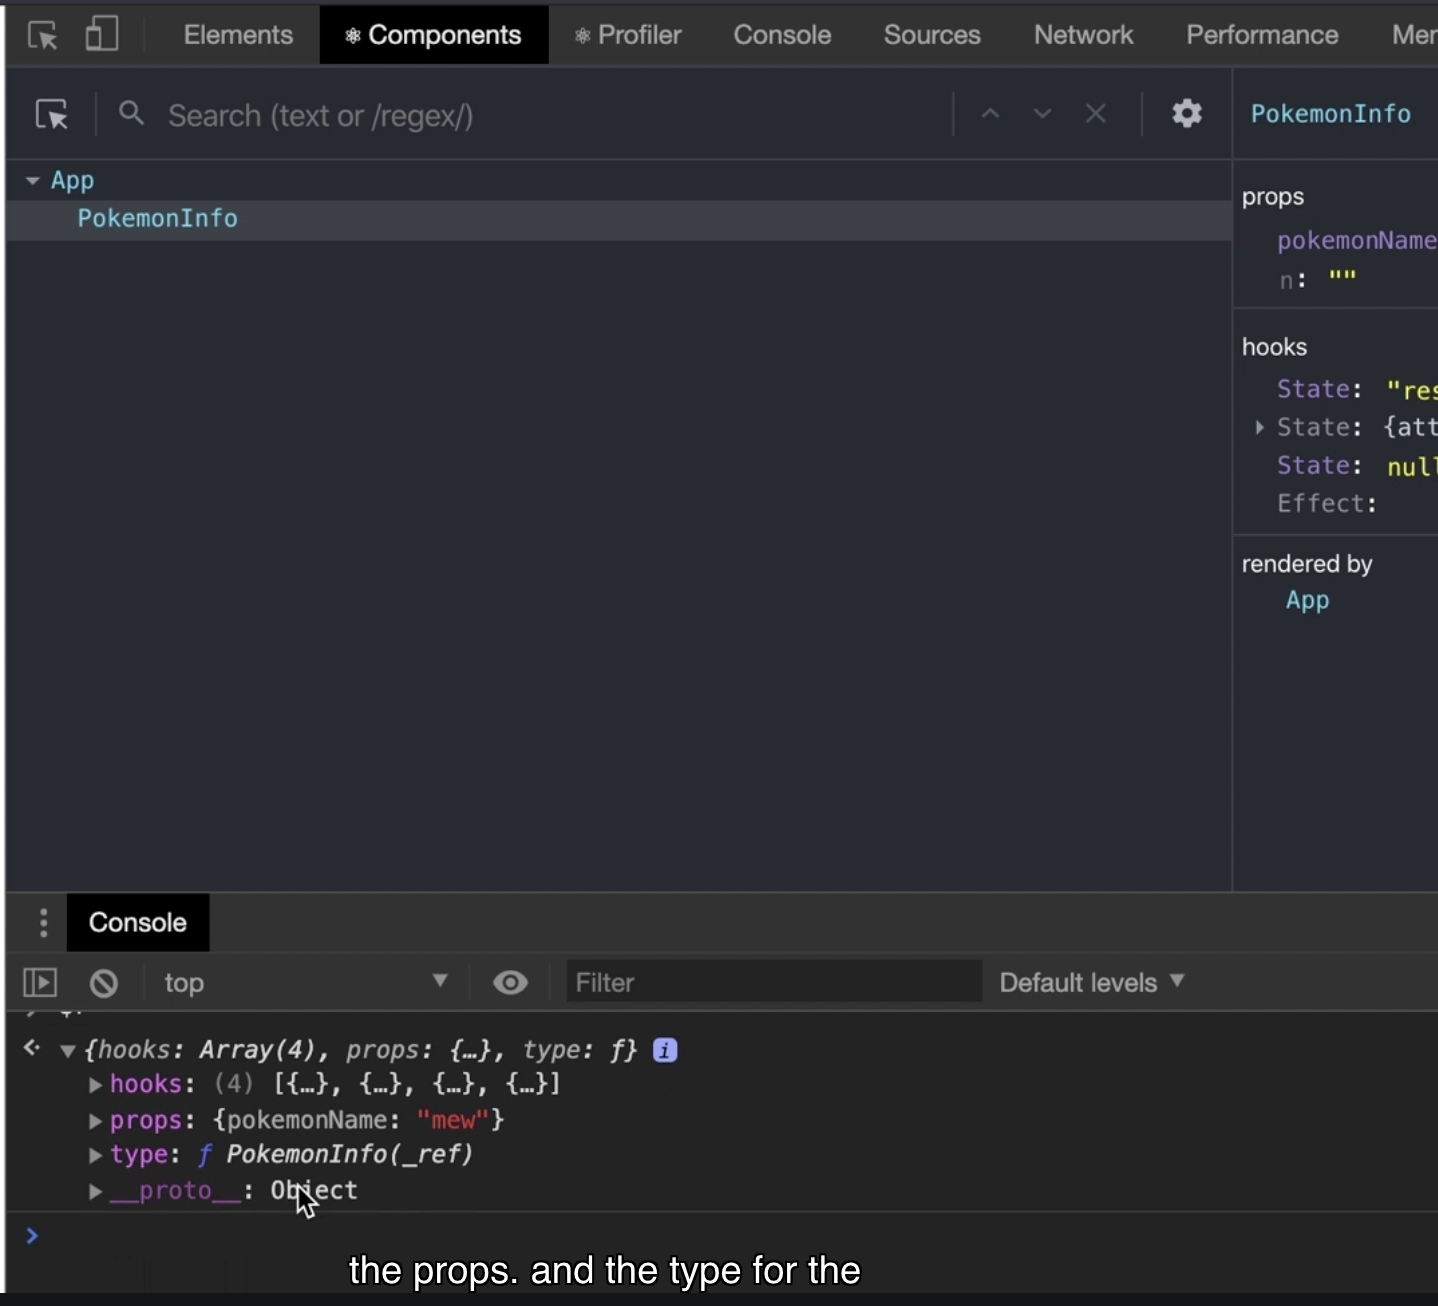 Elements ⚛ Components ⚛ Profiler Console Sources Network Performance
Search (text or /regex/)
PokemonInfo
App
PokemonInfo
props
pokemonName
n: ""
hooks
State: "res
State: {att
State: null
Effect:
rendered by
App
Console
top Filter Default levels
{hooks: Array(4), props: {…}, type: ƒ} i
hooks: (4) [{…}, {…}, {…}, {…}]
props: {pokemonName: "mew"}
type: ƒ PokemonInfo(_ref)
__proto__: Object
the props. and the type for the